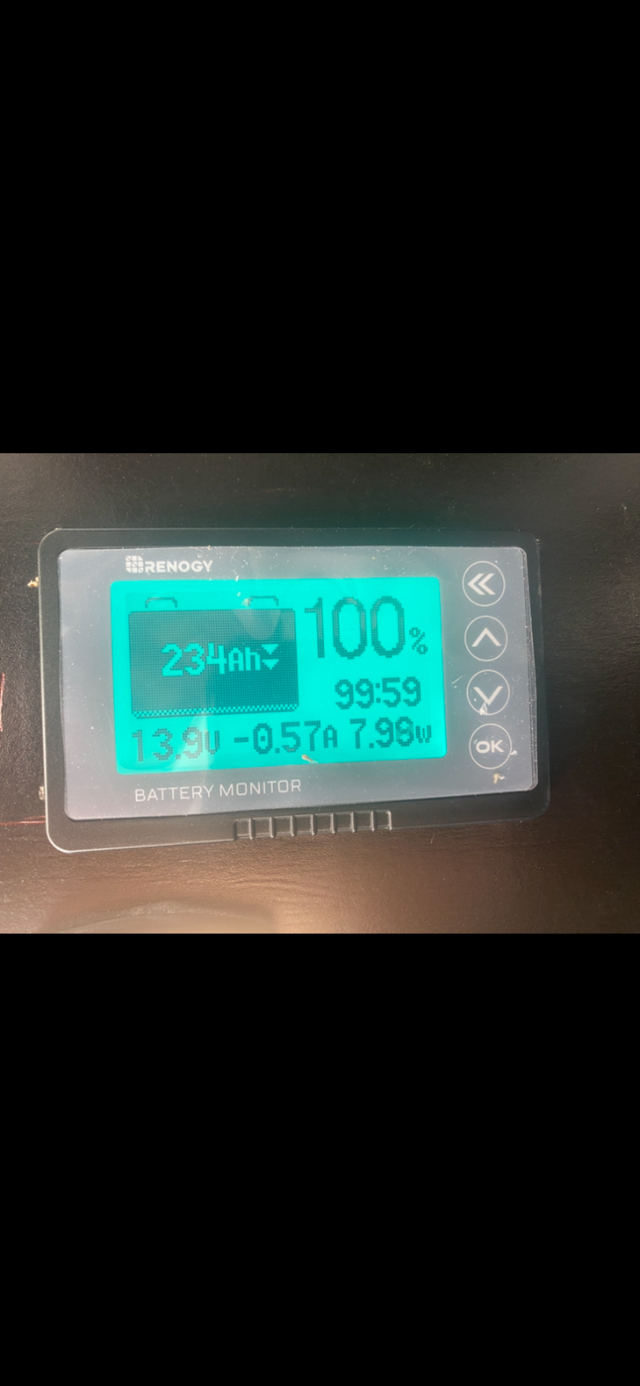 RENOGY
100%
234Ah
99:59
13.9V -0.57A 7.98W
OK
BATTERY MONITOR